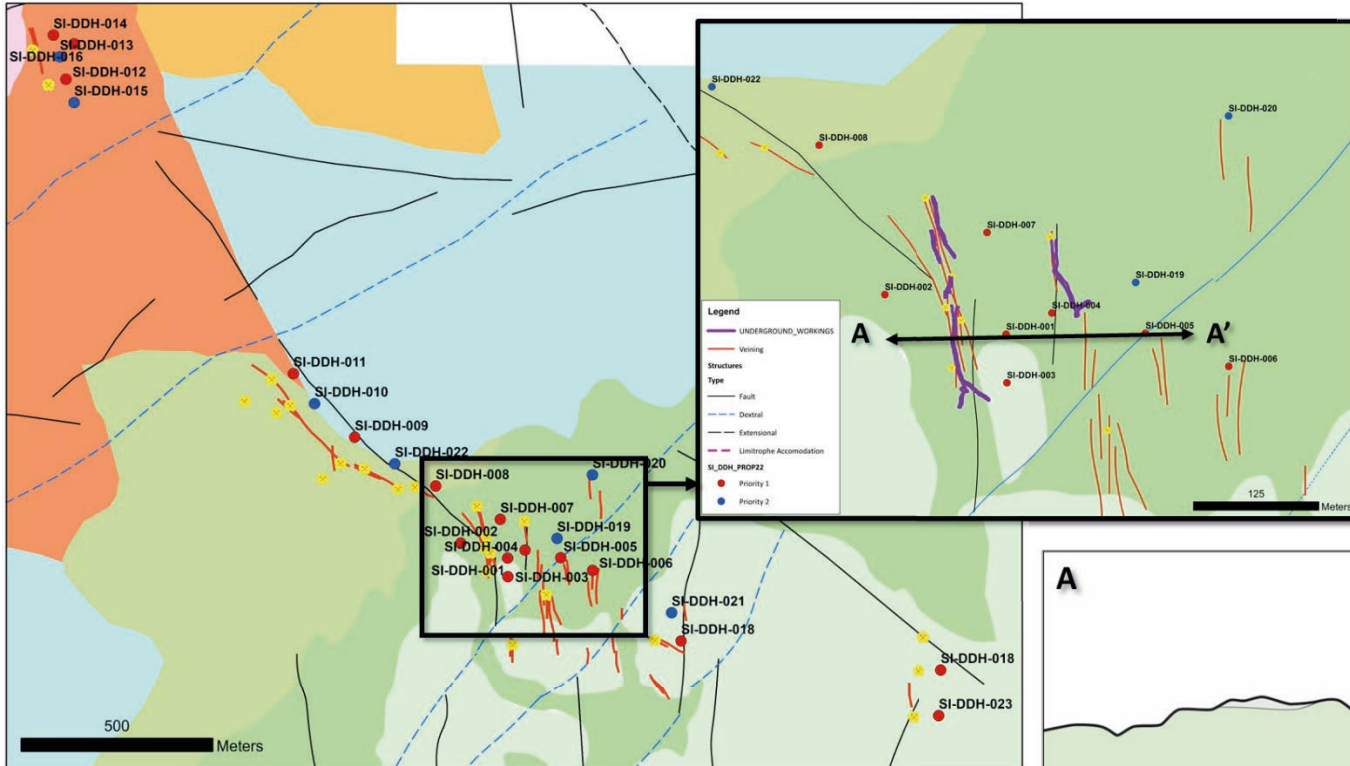 SI-DDH-014
SI-DDH-013
SI-DDH-016
SI-DDH-012
SI-DDH-015
SI-DDH-011
SI-DDH-010
SI-DDH-009
SI-DDH-022
SI-DDH-008
SI-DDH-020
SI-DDH-007
SI-DDH-002
SI-DDH-019
SI-DDH-004
SI-DDH-005
SI-DDH-001
SI-DDH-003
SI-DDH-006
SI-DDH-021
SI-DDH-018
SI-DDH-018
SI-DDH-023
500
Meters
SI-DDH-022
SI-DDH-020
SI-DDH-008
SI-DDH-007
SI-DDH-002
SI-DDH-019
SI-DDH-004
SI-DDH-001
SI-DDH-005
A
A'
SI-DDH-006
SI-DDH-003
Legend
UNDERGROUND_WORKINGS
Veining
Structures
Type
Fault
Dextral
Extensional
Limitrophe Accomodation
SI_DDH_PROP22
Priority 1
Priority 2
125
Meters
A